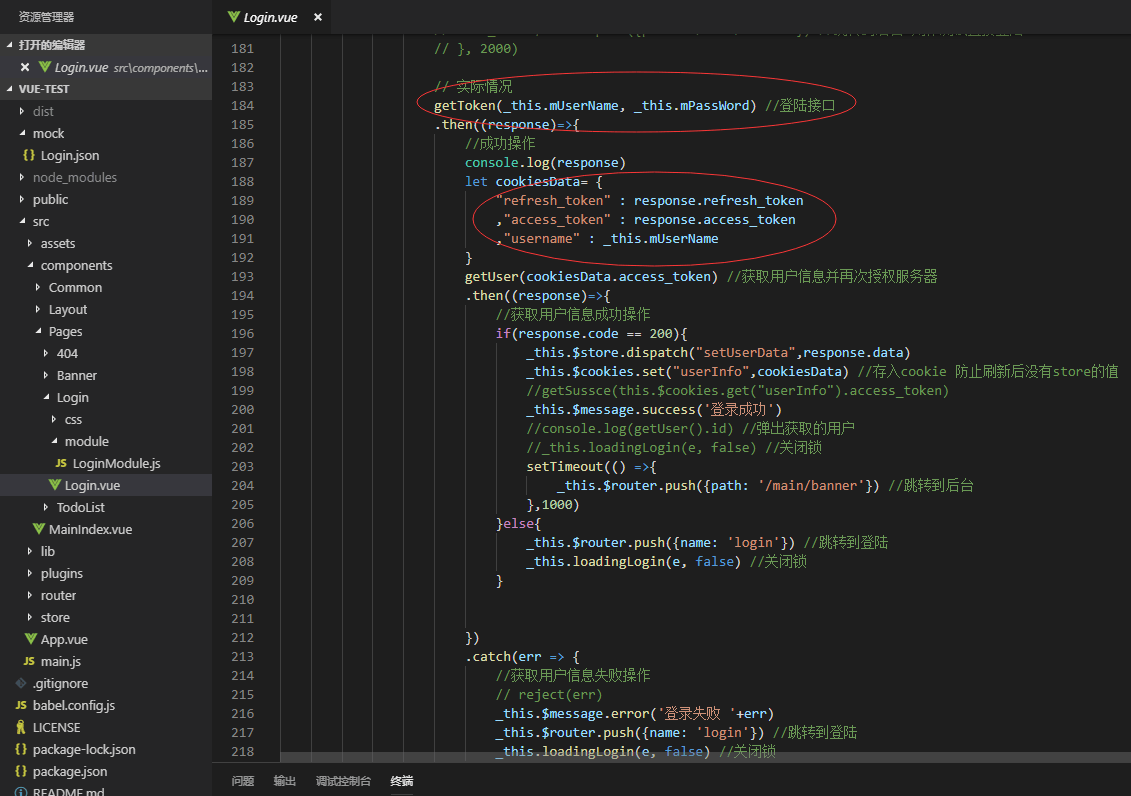 资源管理器
打开的编辑器
Login.vue src\components\...
VUE-TEST
dist
mock
Login.json
node_modules
public
src
assets
components
Common
Layout
Pages
404
Banner
Login
css
module
JS LoginModule.js
Login.vue
TodoList
MainIndex.vue
lib
plugins
router
store
App.vue
JS main.js
.gitignore
JS babel.config.js
LICENSE
package-lock.json
package.json
README.md
Login.vue
181 // }, 2000)
182
183 // 实际情况
184 getToken(_this.mUserName, _this.mPassWord) //登陆接口
185 .then((response)=>{
186 //成功操作
187 console.log(response)
188 let cookiesData= {
189 "refresh_token" : response.refresh_token
190 ,"access_token" : response.access_token
191 ,"username" : _this.mUserName
192 }
193 getUser(cookiesData.access_token) //获取用户信息并再次授权服务器
194 .then((response)=>{
195 //获取用户信息成功操作
196 if(response.code == 200){
197 _this.$store.dispatch("setUserData",response.data)
198 _this.$cookies.set("userInfo",cookiesData) //存入cookie 防止刷新后没有store的值
199 //getSussce(this.$cookies.get("userInfo").access_token)
200 _this.$message.success('登录成功')
201 //console.log(getUser().id) //弹出获取的用户
202 //_this.loadingLogin(e, false) //关闭锁
203 setTimeout(() =>{
204 _this.$router.push({path: '/main/banner'}) //跳转到后台
205 },1000)
206 }else{
207 _this.$router.push({name: 'login'}) //跳转到登陆
208 _this.loadingLogin(e, false) //关闭锁
209 }
210
211
212 })
213 .catch(err => {
214 //获取用户信息失败操作
215 // reject(err)
216 _this.$message.error('登录失败 '+err)
217 _this.$router.push({name: 'login'}) //跳转到登陆
218 _this.loadingLogin(e, false) //关闭锁
问题 输出 调试控制台 终端